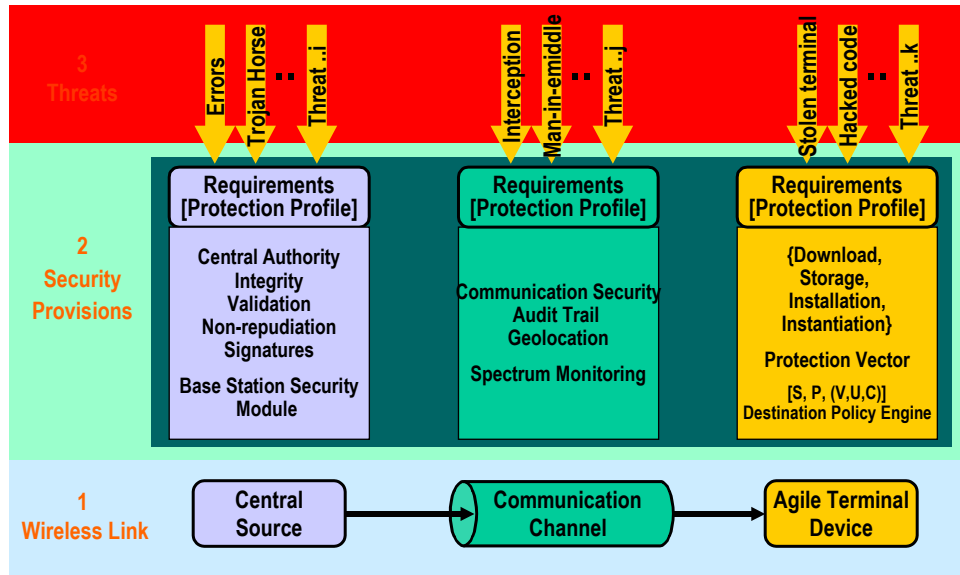 3
Threats
Errors
Trojan Horse
..
Threat ..i
Interception
Man-in-emiddle
..
Threat ..j
Stolen terminal
Hacked code
..
Threat ..k
2
Security
Provisions
Requirements
[Protection Profile]
Central Authority
Integrity
Validation
Non-repudiation
Signatures
Base Station Security
Module
Requirements
[Protection Profile]
Communication Security
Audit Trail
Geolocation
Spectrum Monitoring
Requirements
[Protection Profile]
{Download,
Storage,
Installation,
Instantiation}
Protection Vector
[S, P, (V,U,C)]
Destination Policy Engine
1
Wireless Link
Central
Source
Communication
Channel
Agile Terminal
Device